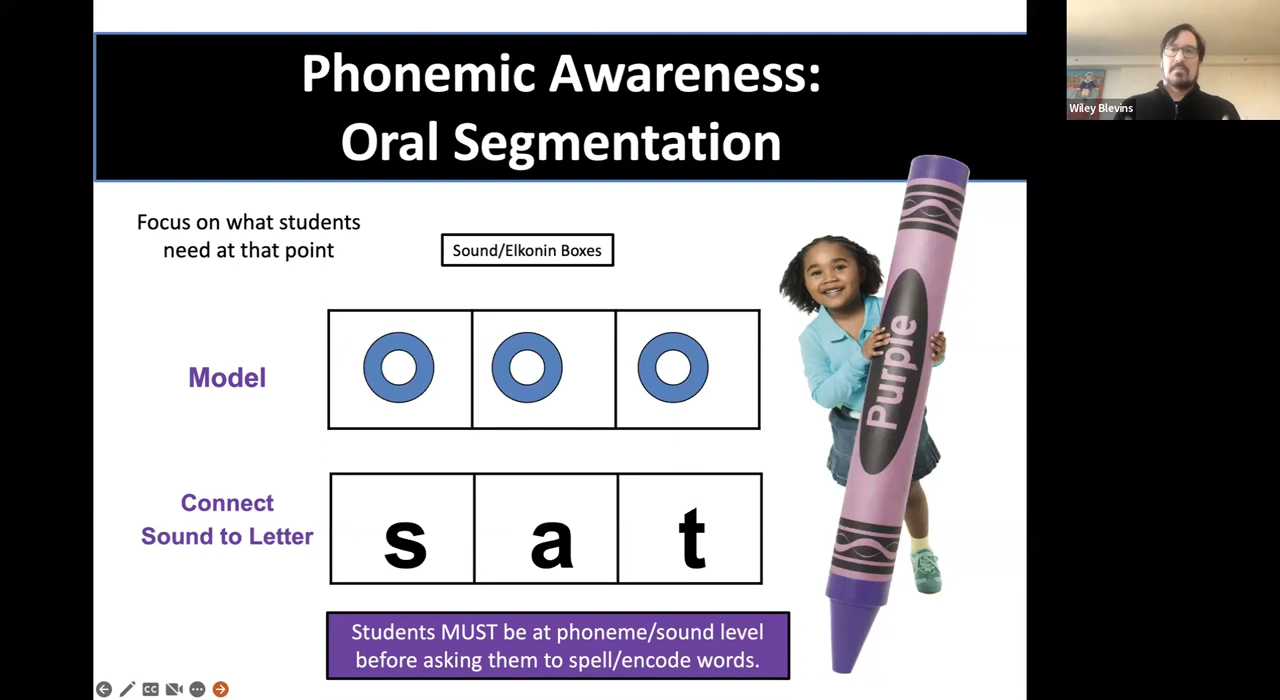 Phonemic Awareness:
Oral Segmentation
Wiley Blevins
Focus on what students
need at that point
Sound/Elkonin Boxes
Purple
Model
Connect
Sound to Letter
s a t
Students MUST be at phoneme/sound level
before asking them to spell/encode words.
CC